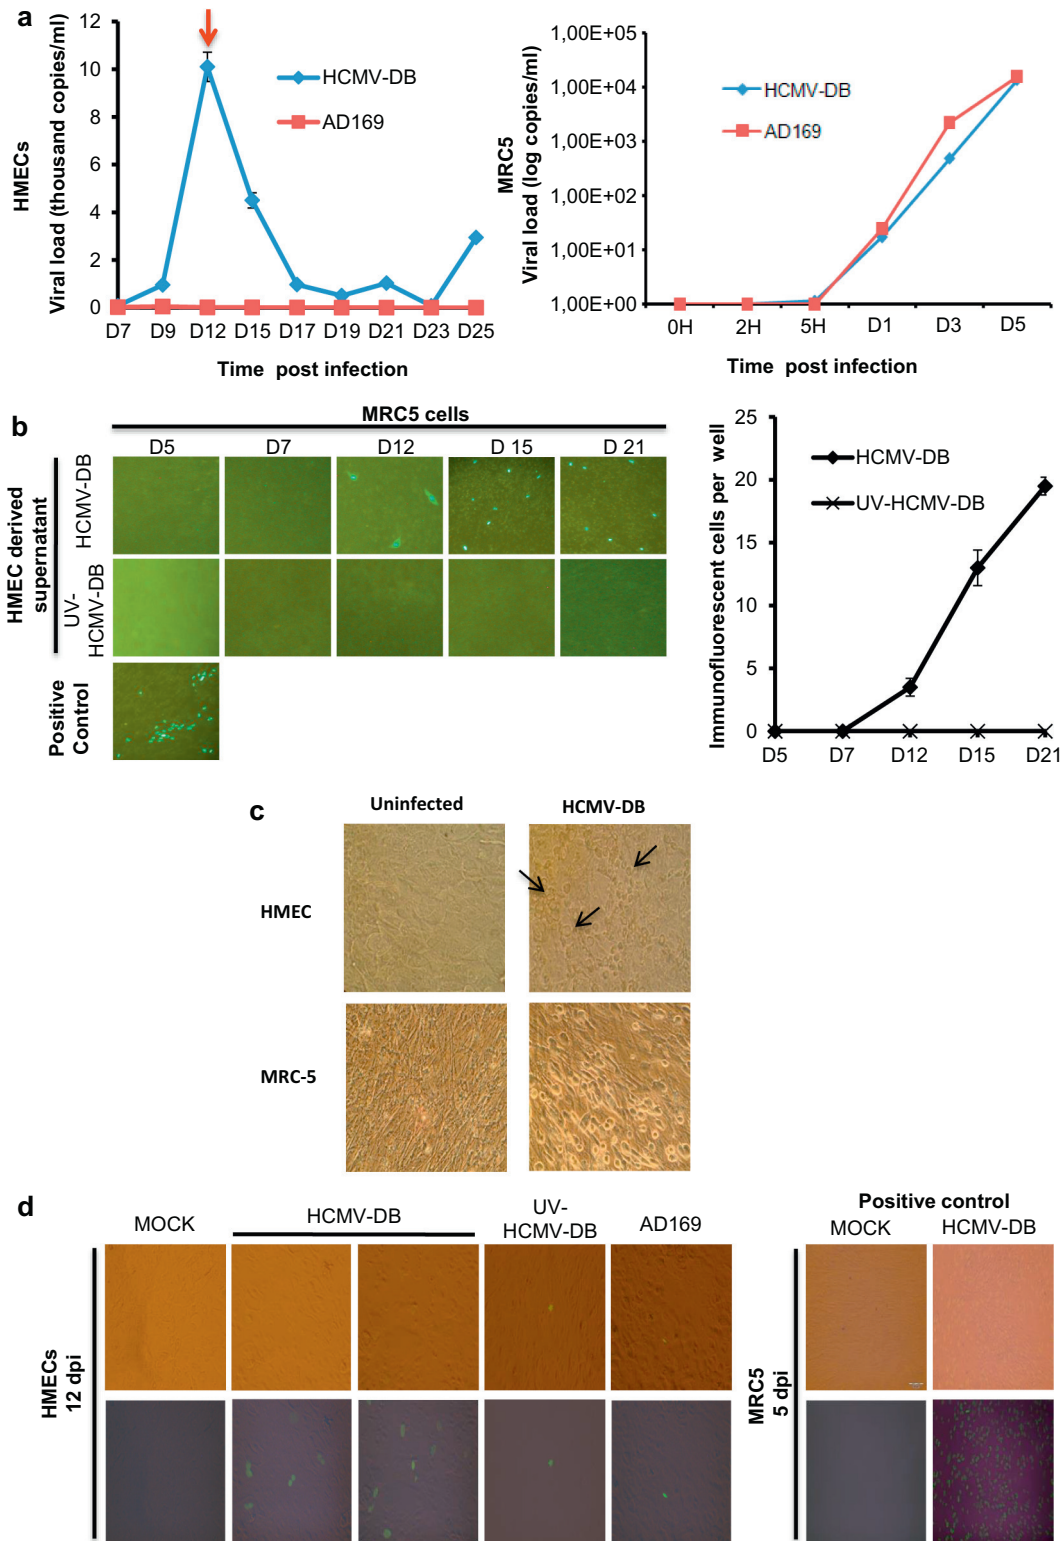 a
HMECs
Viral load (thousand copies/ml)
12
10
8
6
4
2
0
HCMV-DB
AD169
D7 D9 D12 D15 D17 D19 D21 D23 D25
Time post infection
MRC5
Viral load (log copies/ml)
1,00E+05
1,00E+04
1,00E+03
1,00E+02
1,00E+01
1,00E+00
HCMV-DB
AD169
0H 2H 5H D1 D3 D5
Time post infection
b
MRC5 cells
D5 D7 D12 D 15 D 21
HMEC derived
supernatant
HCMV-DB
UV-
HCMV-DB
Positive
Control
Immunofluorescent cells per well
25
20
15
10
5
0
HCMV-DB
UV-HCMV-DB
D5 D7 D12 D15 D21
c
Uninfected HCMV-DB
HMEC
MRC-5
d
MOCK HCMV-DB UV-
HCMV-DB AD169
HMECs
12 dpi
Positive control
MOCK HCMV-DB
MRC5
5 dpi